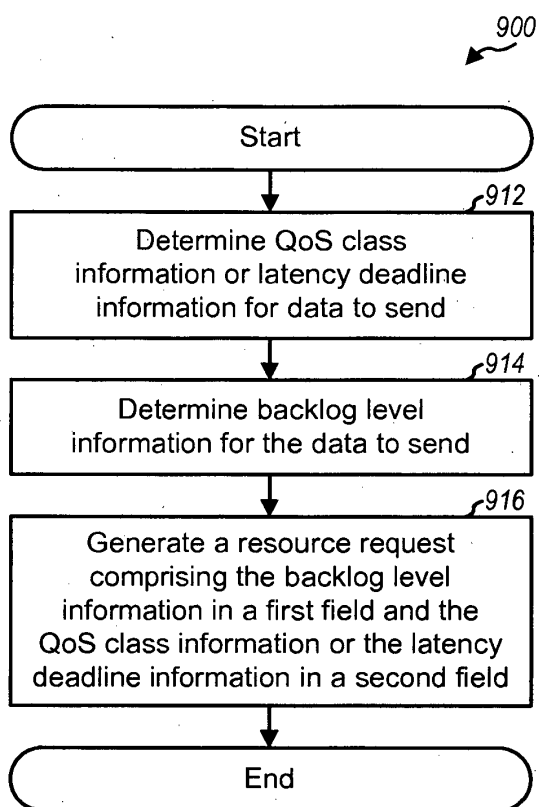 900
Start
912
Determine QoS class
information or latency deadline
information for data to send
914
Determine backlog level
information for the data to send
916
Generate a resource request
comprising the backlog level
information in a first field and the
QoS class information or the latency
deadline information in a second field
End